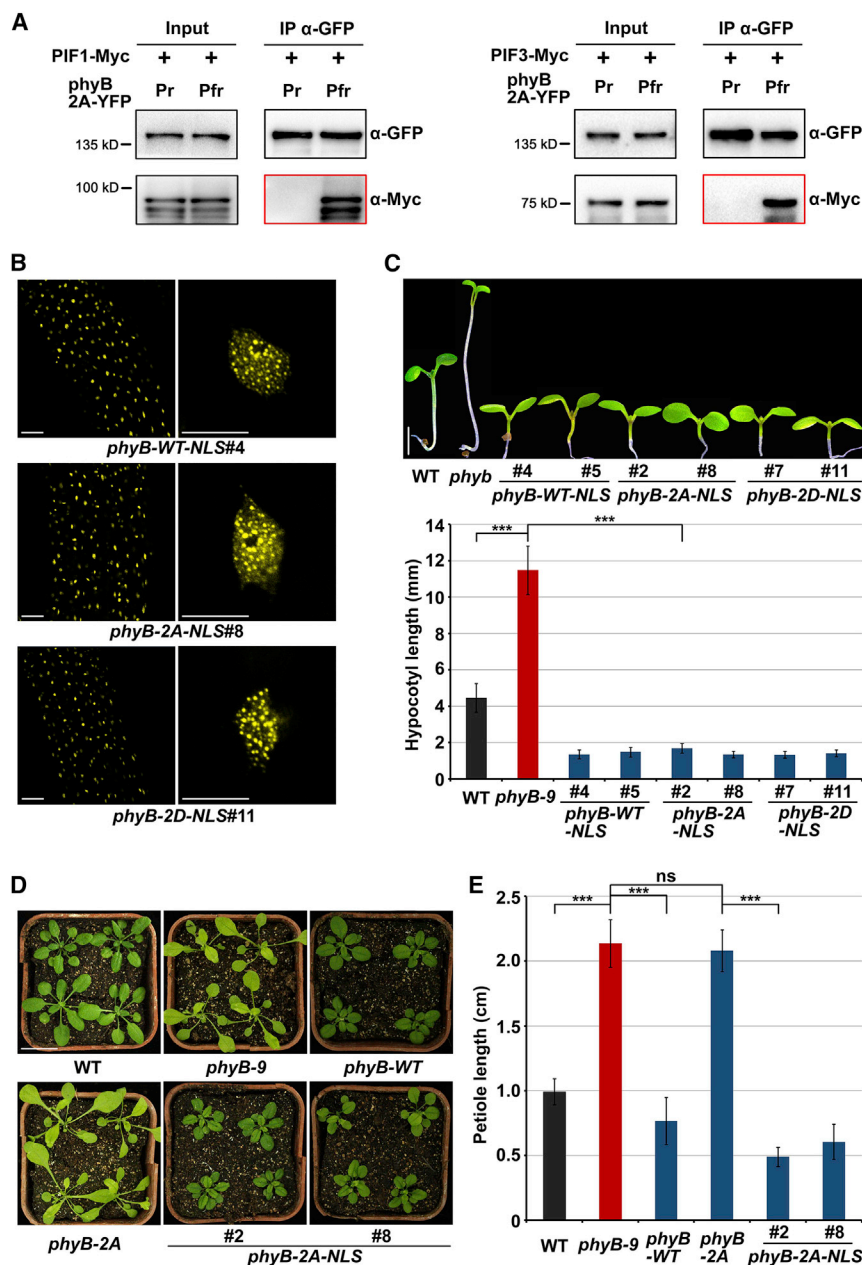 A
Input IP α-GFP
PIF1-Myc + + + +
phyB
2A-YFP Pr Pfr Pr Pfr
135 kD α-GFP
100 kD α-Myc
Input IP α-GFP
PIF3-Myc + + + +
phyB
2A-YFP Pr Pfr Pr Pfr
135 kD α-GFP
75 kD α-Myc
B
phyB-WT-NLS#4
phyB-2A-NLS#8
phyB-2D-NLS#11
C
WT phyb #4 #5 #2 #8 #7 #11
phyB-WT-NLS phyB-2A-NLS phyB-2D-NLS
Hypocotyl length (mm)
14
12
10
8
6
4
2
0
*** ***
WT phyB-9 #4 #5 #2 #8 #7 #11
phyB-WT phyB-2A phyB-2D
-NLS -NLS -NLS
D
WT phyB-9 phyB-WT
phyB-2A #2 #8
phyB-2A-NLS
E
Petiole length (cm)
2.5
2.0
1.5
1.0
0.5
0
ns
*** *** ***
WT phyB-9 phyB phyB #2 #8
-WT -2A phyB-2A-NLS